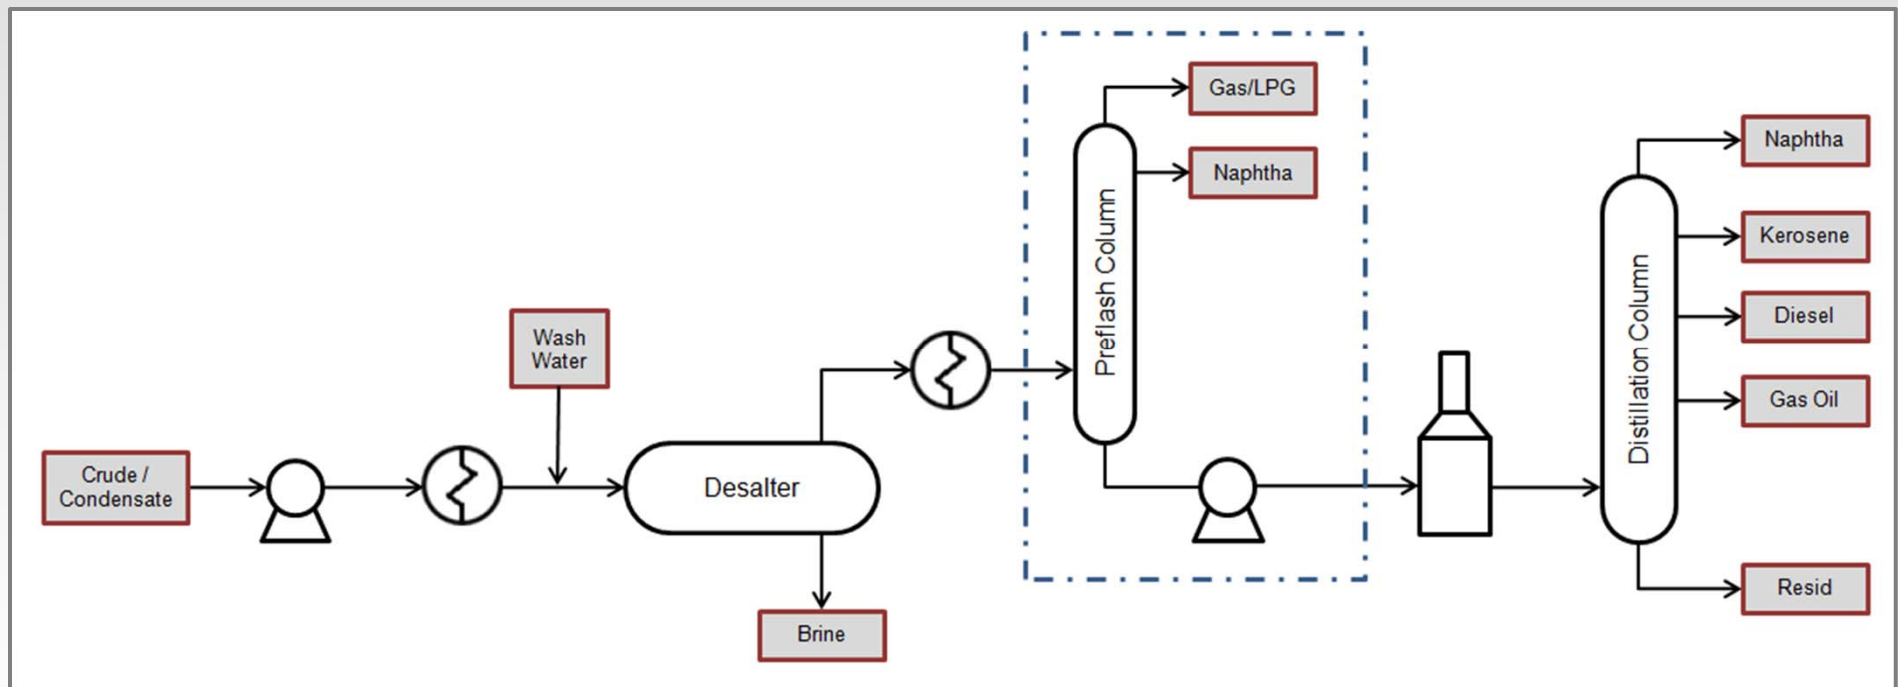 Crude /
Condensate
Wash
Water
Desalter
Brine
Preflash Column
Gas/LPG
Naphtha
Distillation Column
Naphtha
Kerosene
Diesel
Gas Oil
Resid